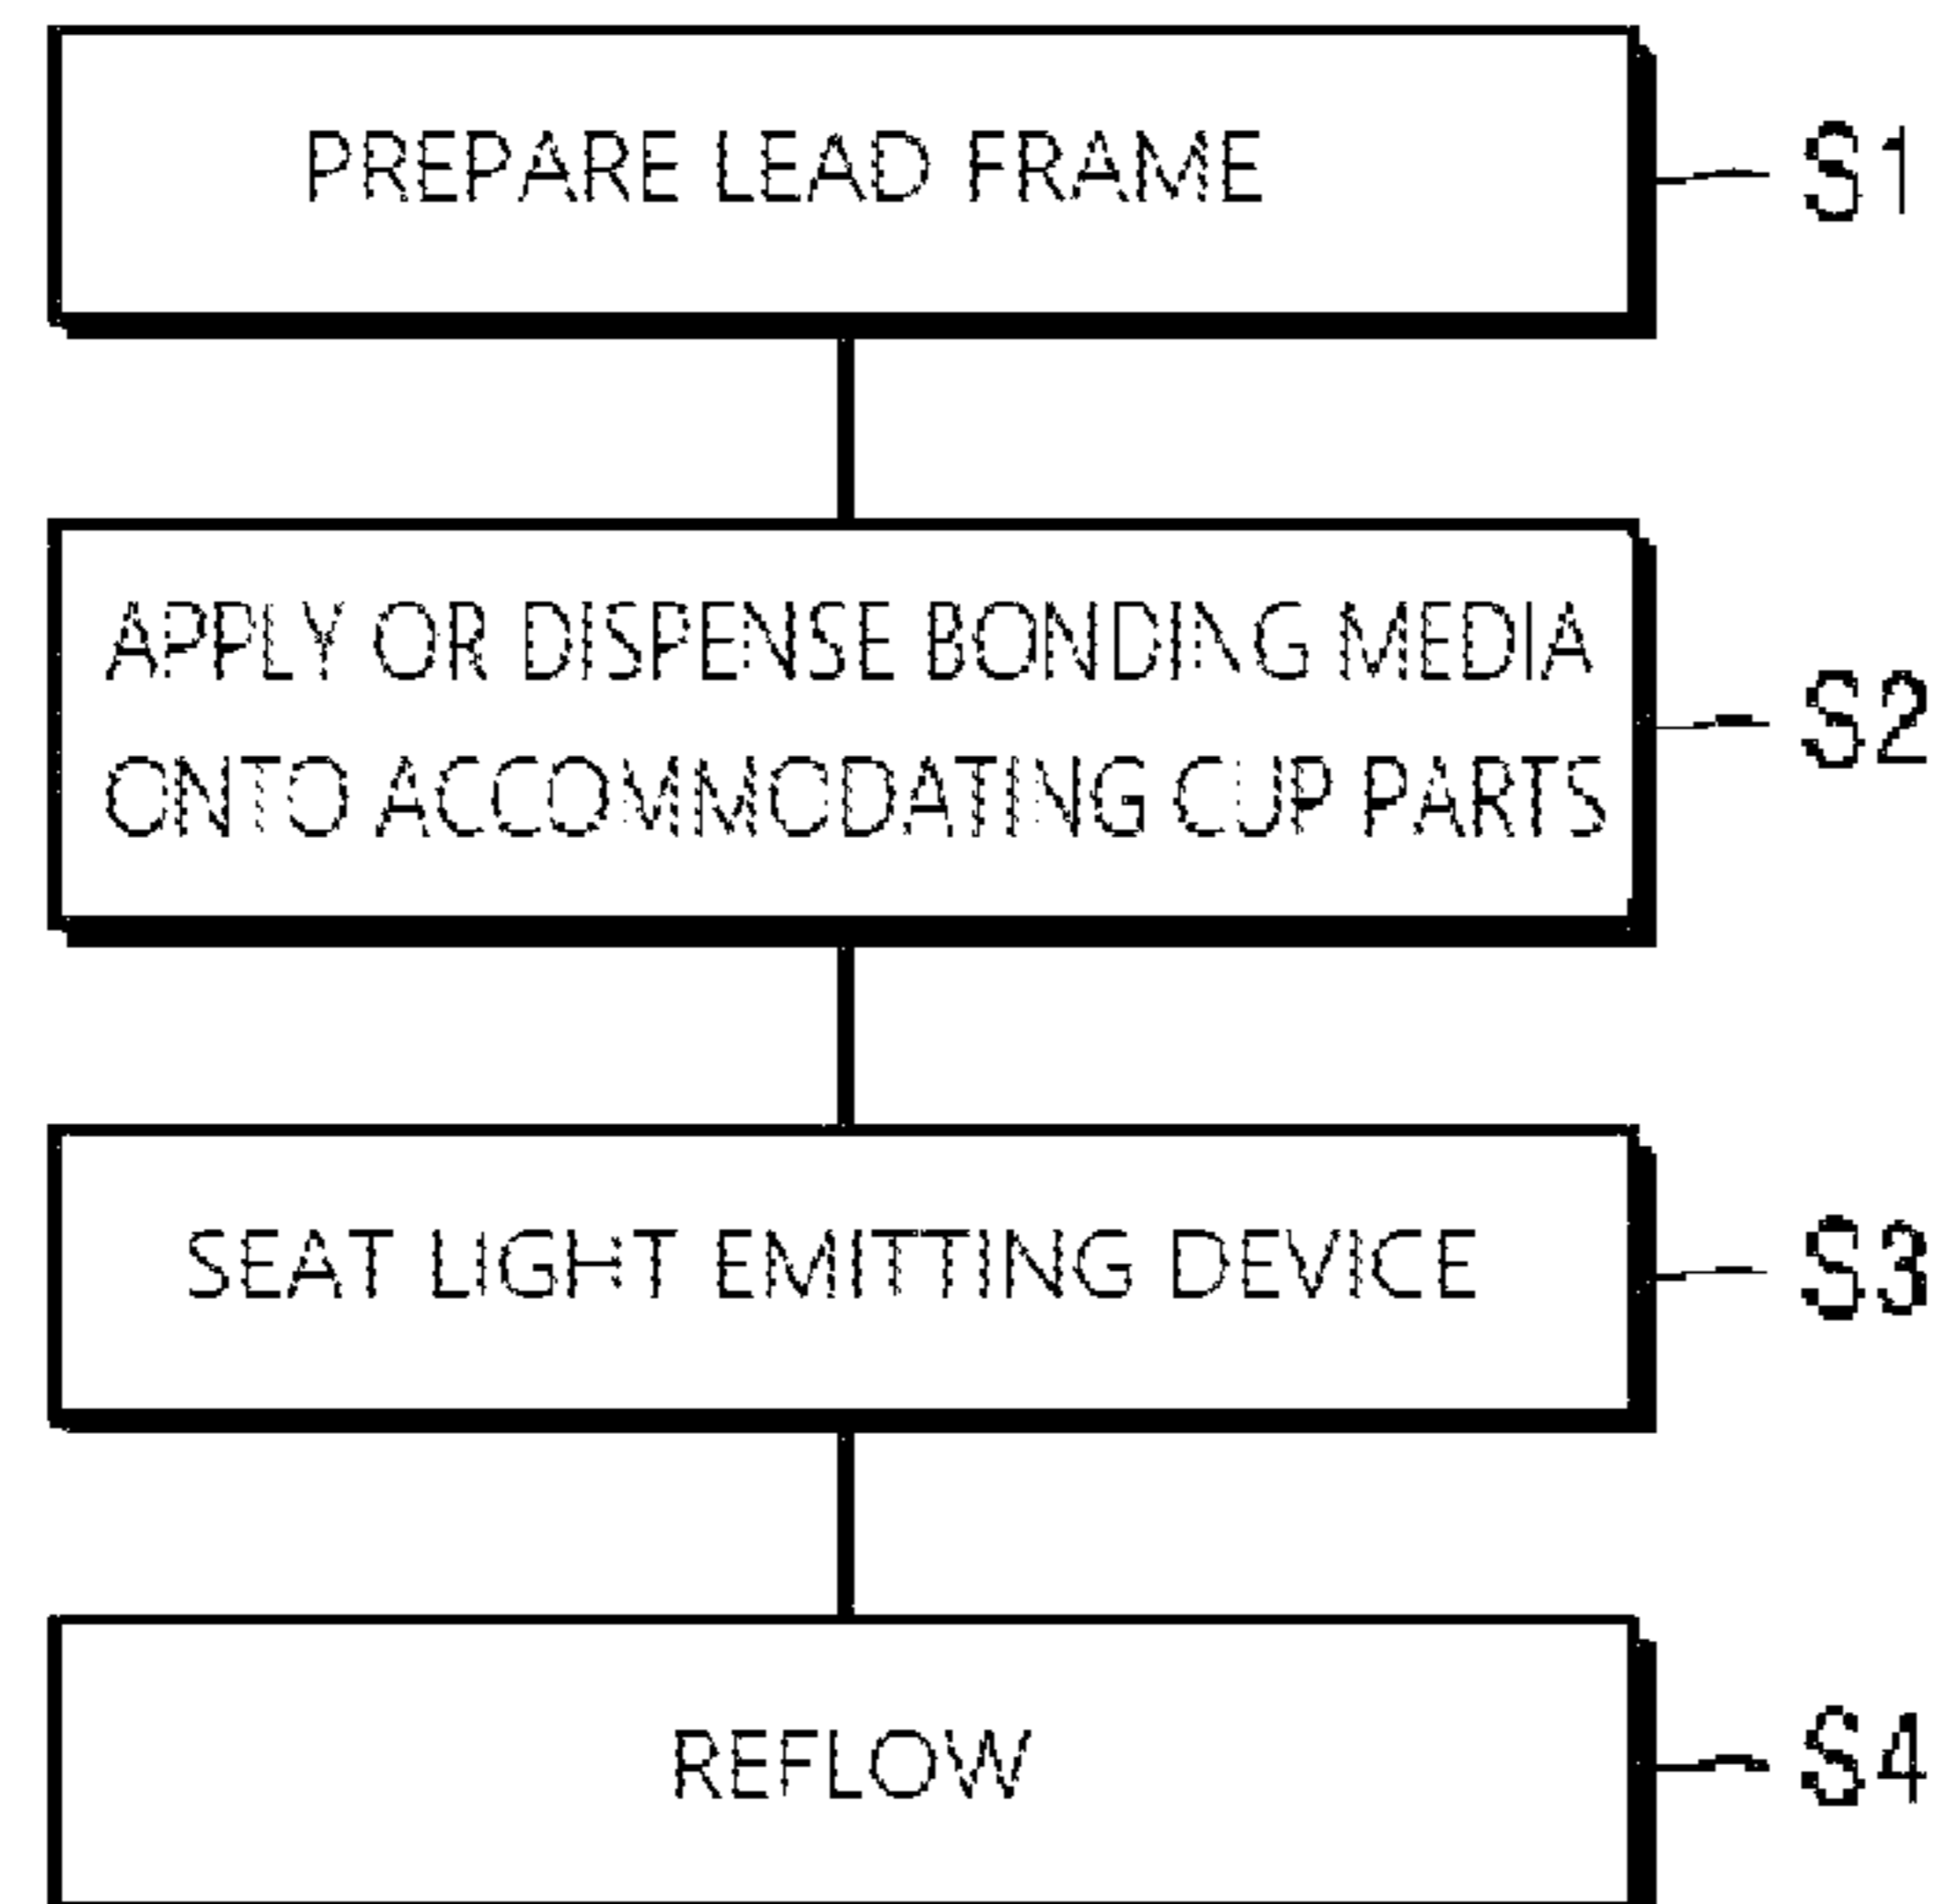 PREPARE LEAD FRAME
S1
APPLY OR DISPENSE BONDING MEDIA
ONTO ACCOMMODATING CUP PARTS
S2
SEAT LIGHT EMITTING DEVICE
S3
REFLOW
S4